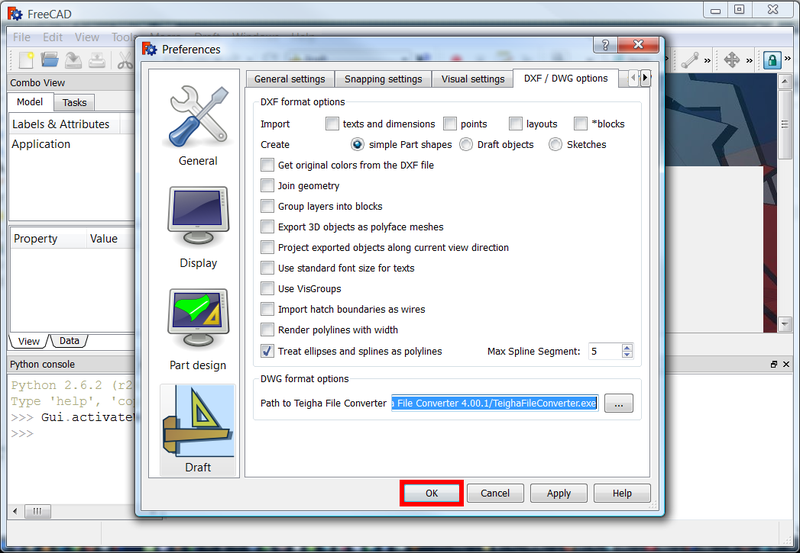 FreeCAD
File Edit View Tools
Combo View
Model Tasks
Labels & Attributes
Application
Property Value
View Data
Python console
Python 2.6.2 (r2
Type 'help', 'co
>>> Gui.activate
>>>
Preferences
General
Display
Part design
Draft
General settings Snapping settings Visual settings DXF / DWG options
DXF format options
Import texts and dimensions points layouts *blocks
Create simple Part shapes Draft objects Sketches
Get original colors from the DXF file
Join geometry
Group layers into blocks
Export 3D objects as polyface meshes
Project exported objects along current view direction
Use standard font size for texts
Use VisGroups
Import hatch boundaries as wires
Render polylines with width
Treat ellipses and splines as polylines Max Spline Segment: 5
DWG format options
Path to Teigha File Converter File Converter 4.00.1/TeighaFileConverter.exe ...
OK Cancel Apply Help